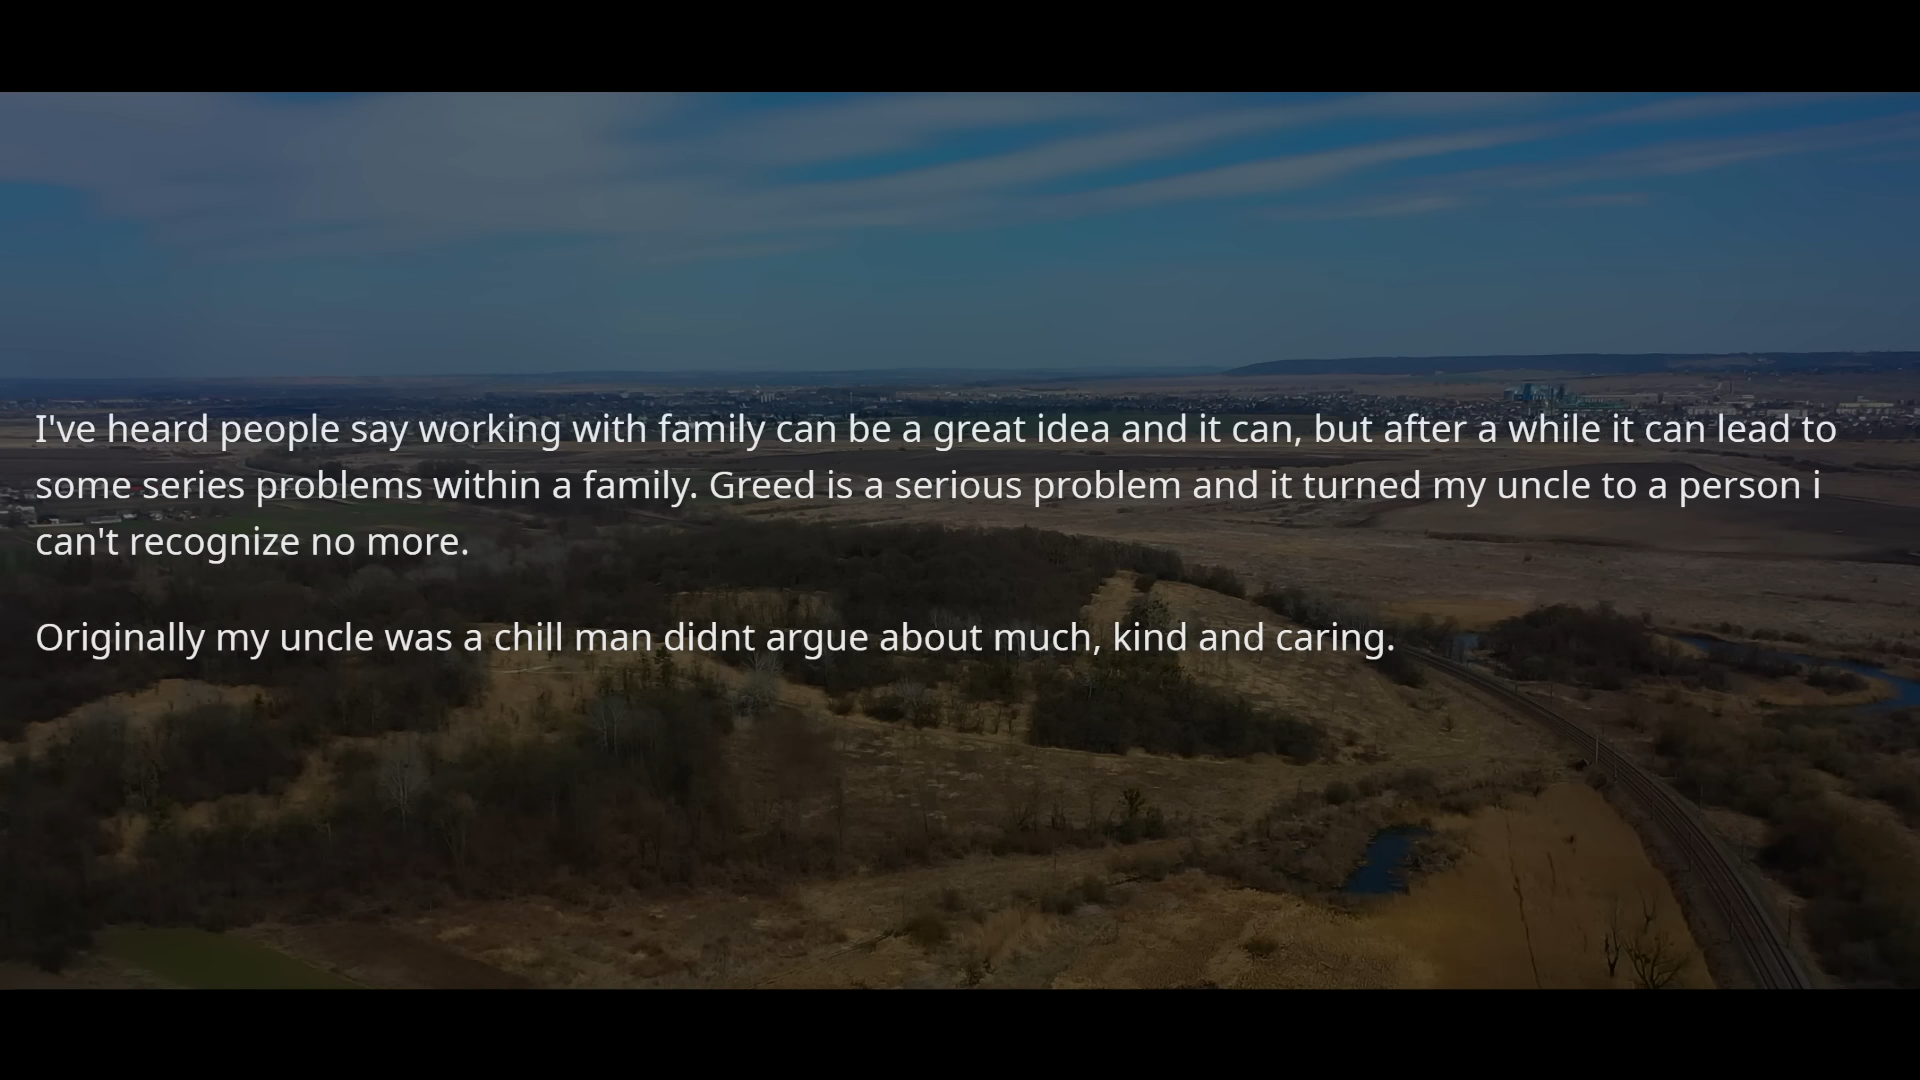 I've heard people say working with family can be a great idea and it can, but after a while it can lead to
some series problems within a family. Greed is a serious problem and it turned my uncle to a person i
can't recognize no more.
Originally my uncle was a chill man didnt argue about much, kind and caring.